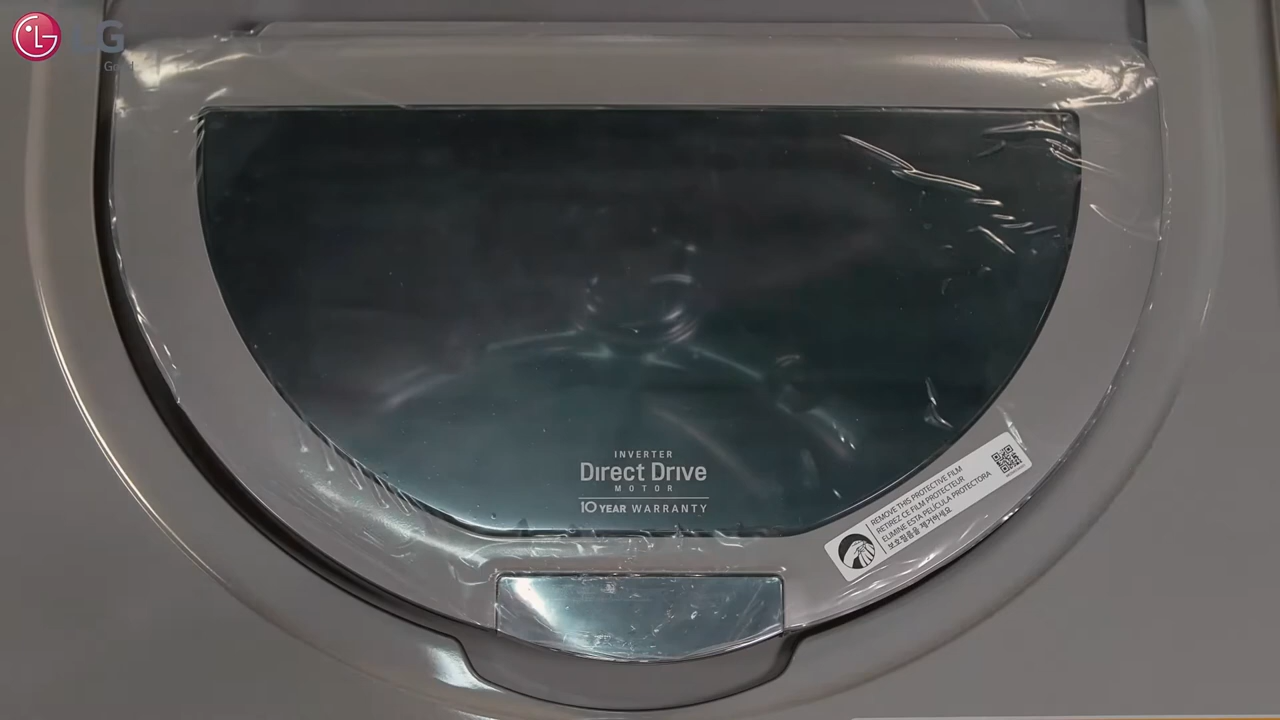 LG
INVERTER
Direct Drive
MOTOR
10 YEAR WARRANTY
REMOVE THIS PROTECTIVE FILM
RETIREZ CE FILM PROTECTEUR
ELIMINE ESTA PELÍCULA PROTECTORA
보호필름을 제거하세요